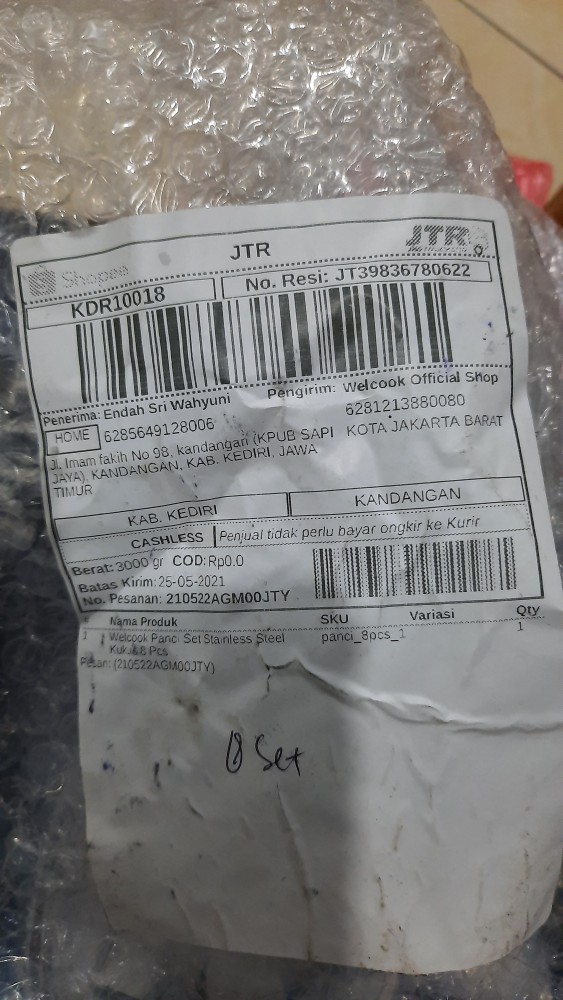 Shopee
JTR
JTR
KDR10018
No. Resi: JT39836780622
Penerima: Endah Sri Wahyuni
Pengirim: Welcook Official Shop
HOME
6285649128006
6281213880080
Jl. Imam fakih No 98, kandangan (KPUB SAPI
KOTA JAKARTA BARAT
JAYA), KANDANGAN, KAB. KEDIRI, JAWA
TIMUR
KAB. KEDIRI
KANDANGAN
CASHLESS
Penjual tidak perlu bayar ongkir ke Kurir
Berat: 3000 gr COD: Rp0.0
Batas Kirim: 25-05-2021
No. Pesanan: 210522AGM00JTY
Nama Produk SKU Variasi Qty
1 Welcook Panci Set Stainless Steel panci_8pcs_1 1
8 Pcs
Pesan: (210522AGM00JTY)
Set